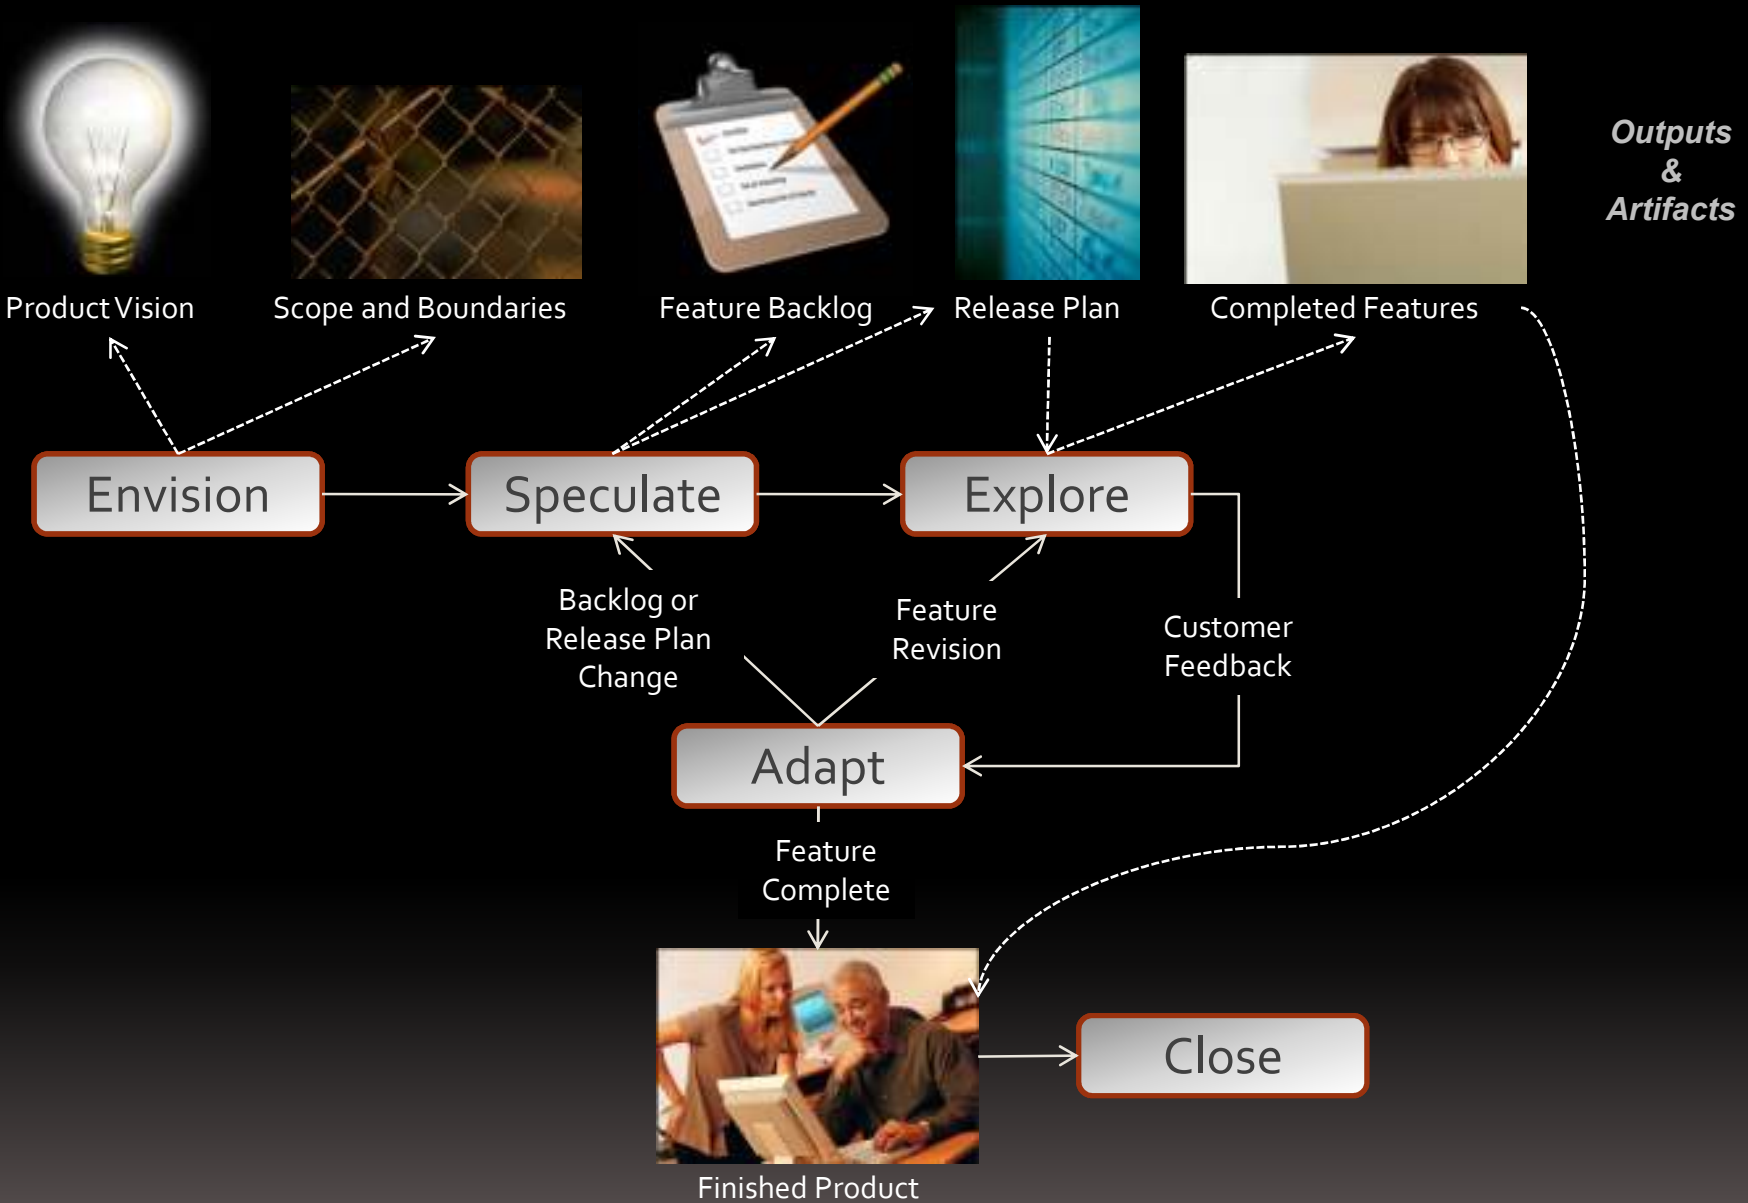 Outputs
&
Artifacts
Product Vision
Scope and Boundaries
Feature Backlog
Release Plan
Completed Features
Envision
Speculate
Explore
Backlog or
Release Plan
Change
Feature
Revision
Customer
Feedback
Adapt
Feature
Complete
Close
Finished Product